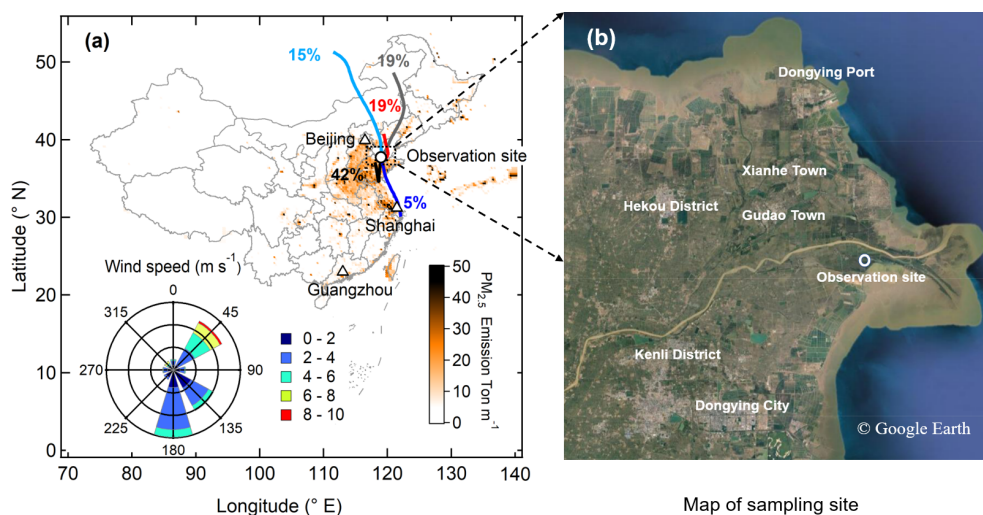 (a)
15%
19%
19%
Beijing
Observation site
42%
5%
Shanghai
Guangzhou
Latitude (° N)
50
40
30
20
10
0
70
80
90
100
110
120
130
140
Longitude (° E)
Wind speed (m s⁻¹)
0
45
90
135
180
225
270
315
0 - 2
2 - 4
4 - 6
6 - 8
8 - 10
50
40
30
20
10
0
PM₂.₅ Emission Ton m⁻¹
(b)
Dongying Port
Xianhe Town
Hekou District
Gudao Town
Observation site
Kenli District
Dongying City
© Google Earth
Map of sampling site